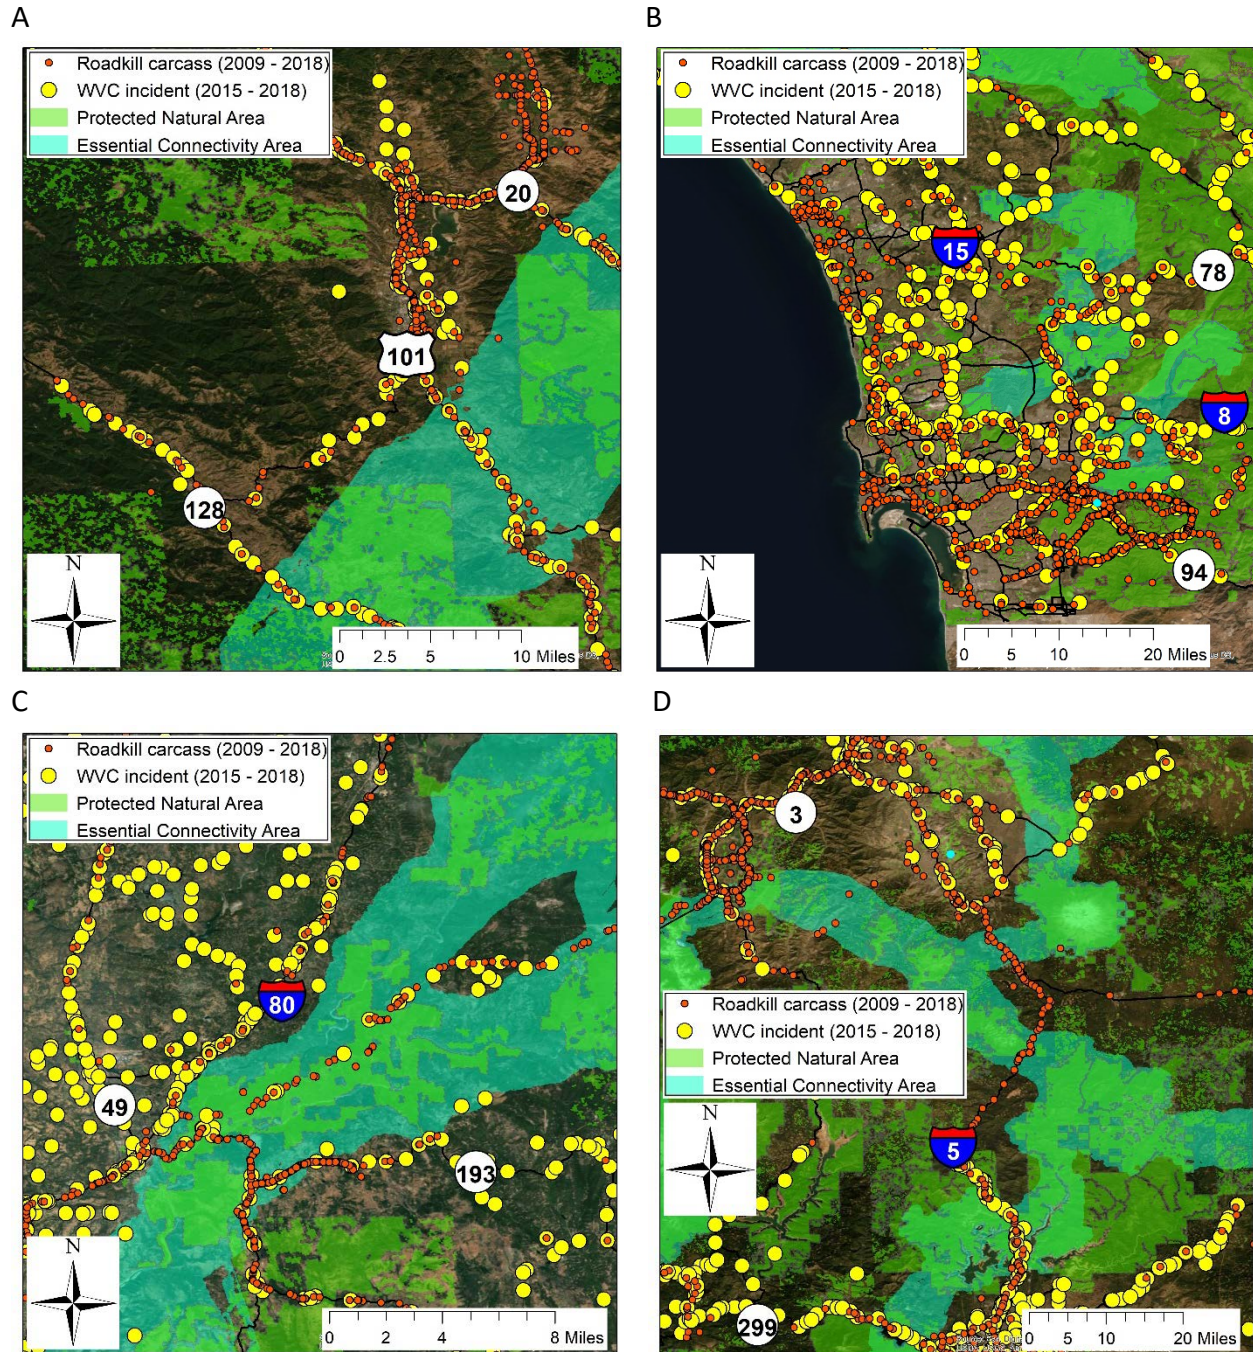 A
Roadkill carcass (2009 - 2018)
WVC incident (2015 - 2018)
Protected Natural Area
Essential Connectivity Area
20
101
128
N
0 2.5 5 10 Miles
B
Roadkill carcass (2009 - 2018)
WVC incident (2015 - 2018)
Protected Natural Area
Essential Connectivity Area
15
78
8
94
N
0 5 10 20 Miles
C
Roadkill carcass (2009 - 2018)
WVC incident (2015 - 2018)
Protected Natural Area
Essential Connectivity Area
80
49
193
N
0 2 4 8 Miles
D
3
Roadkill carcass (2009 - 2018)
WVC incident (2015 - 2018)
Protected Natural Area
Essential Connectivity Area
N
5
299
0 5 10 20 Miles